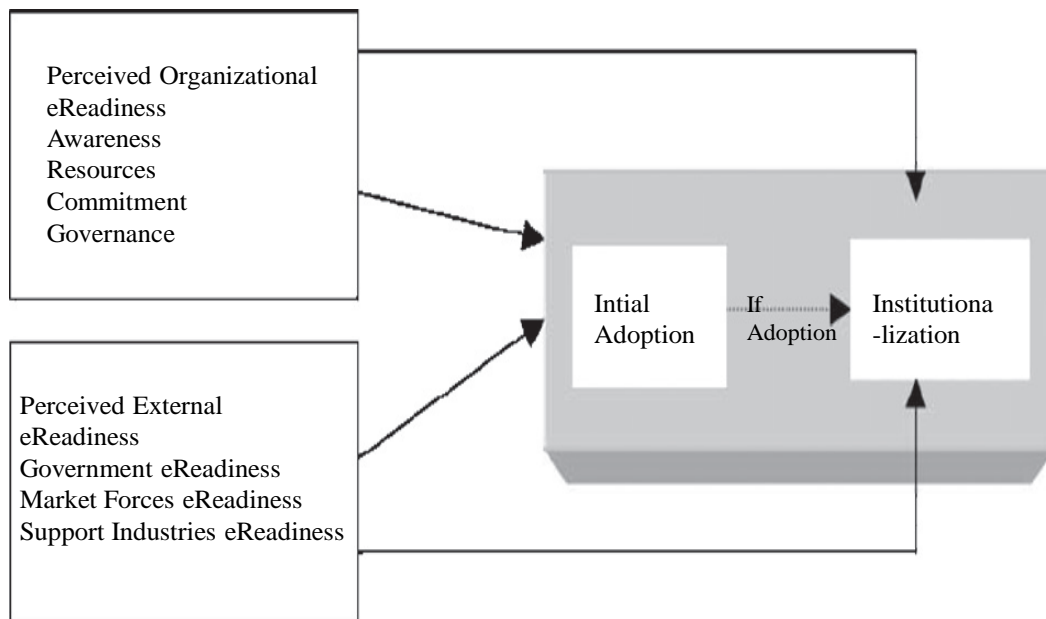 Perceived Organizational
eReadiness
Awareness
Resources
Commitment
Governance
Intial
Adoption
If
Adoption
Institutiona
-lization
Perceived External
eReadiness
Government eReadiness
Market Forces eReadiness
Support Industries eReadiness